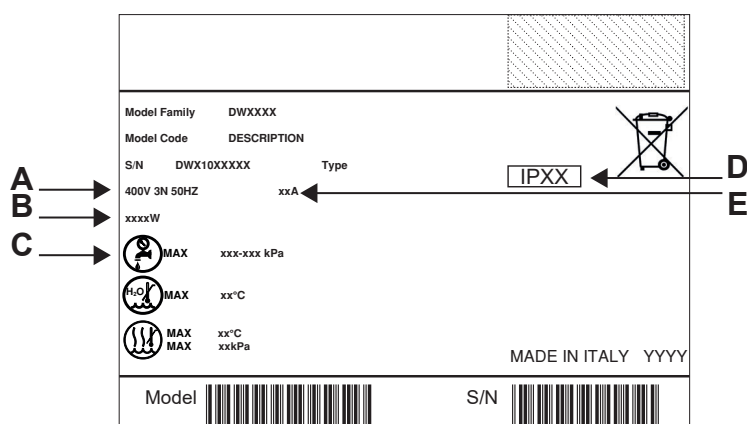 Model Family DWXXXX
Model Code DESCRIPTION
S/N DWX10XXXXX Type
IPXX D
A 400V 3N 50HZ xxA E
B xxxxW
C MAX xxx-xxx kPa
H₂O MAX xx°C
MAX xx°C
MAX xxkPa
MADE IN ITALY YYYY
Model S/N